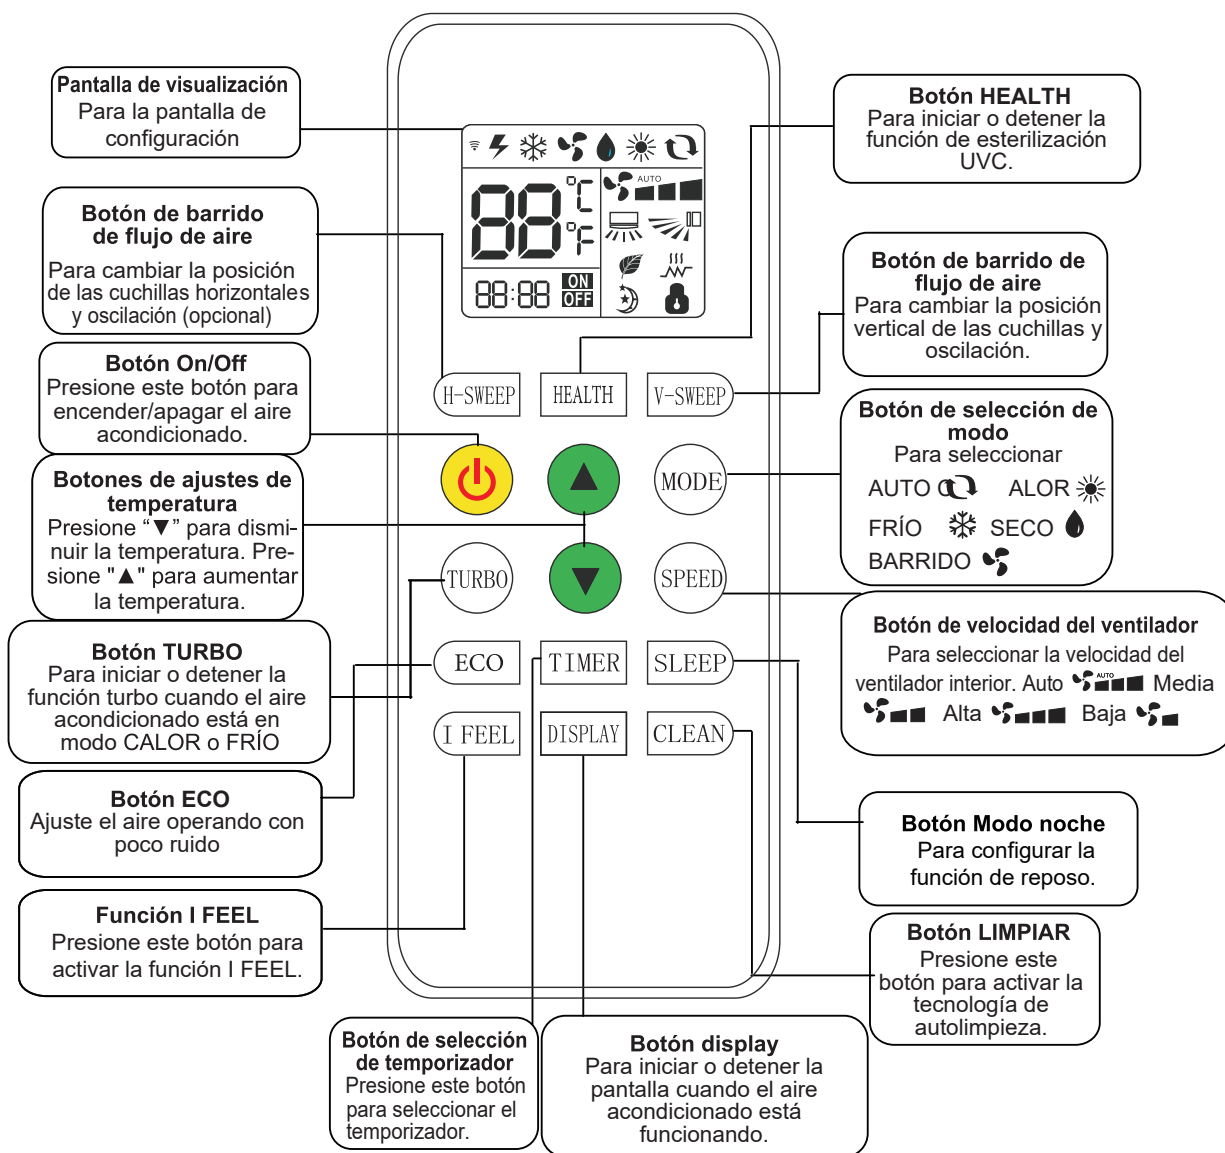 Pantalla de visualización
Para la pantalla de
configuración
Botón de barrido
de flujo de aire
Para cambiar la posición
de las cuchillas horizontales
y oscilación (opcional)
Botón On/Off
Presione este botón para
encender/apagar el aire
acondicionado.
Botones de ajustes de
temperatura
Presione “▼” para dismi-
nuir la temperatura. Pre-
sione "▲" para aumentar
la temperatura.
Botón TURBO
Para iniciar o detener la
función turbo cuando el aire
acondicionado está en
modo CALOR o FRÍO
Botón ECO
Ajuste el aire operando con
poco ruido
Función I FEEL
Presione este botón para
activar la función I FEEL.
AUTO
88 °C
°F
88:88 ON
OFF
H-SWEEP HEALTH V-SWEEP
MODE
TURBO SPEED
ECO TIMER SLEEP
I FEEL DISPLAY CLEAN
Botón HEALTH
Para iniciar o detener la
función de esterilización
UVC.
Botón de barrido de
flujo de aire
Para cambiar la posición
vertical de las cuchillas y
oscilación.
Botón de selección de
modo
Para seleccionar
AUTO ALOR
FRÍO SECO
BARRIDO
Botón de velocidad del ventilador
Para seleccionar la velocidad del
ventilador interior. Auto AUTO Media
Alta Baja
Botón Modo noche
Para configurar la
función de reposo.
Botón LIMPIAR
Presione este
botón para activar la
tecnología de
autolimpieza.
Botón de selección
de temporizador
Presione este botón
para seleccionar el
temporizador.
Botón display
Para iniciar o detener la
pantalla cuando el aire
acondicionado está
funcionando.